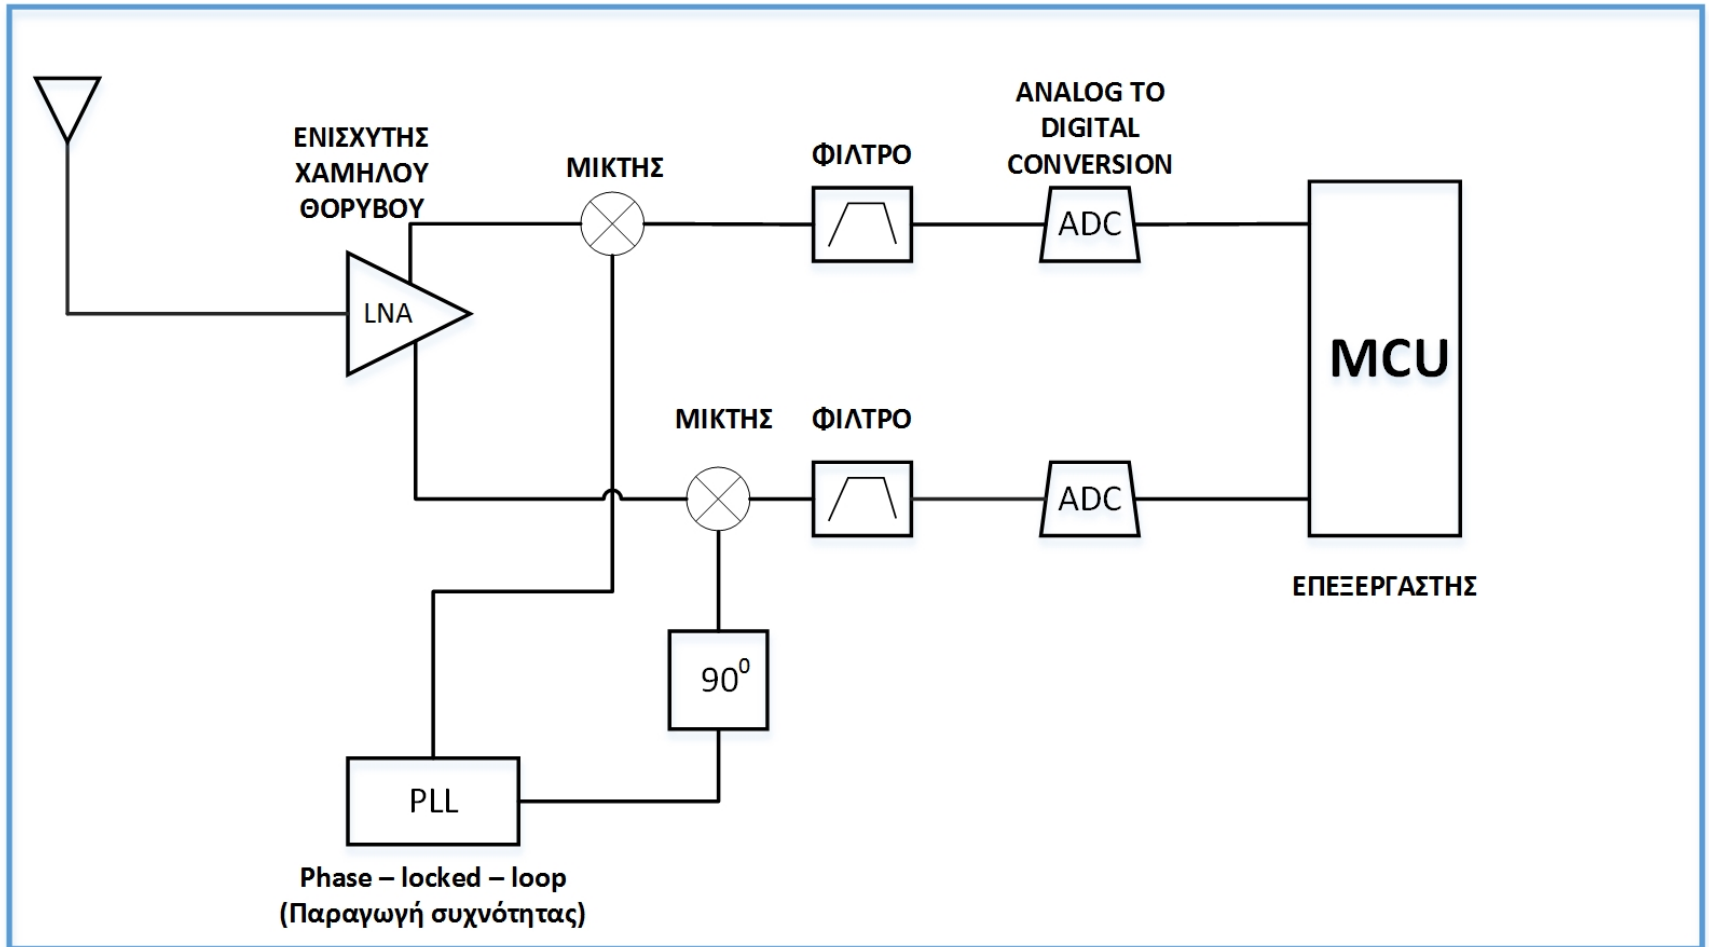 ΕΝΙΣΧΥΤΗΣ
ΧΑΜΗΛΟΥ
ΘΟΡΥΒΟΥ
LNA
ΜΙΚΤΗΣ
ΦΙΛΤΡΟ
ANALOG TO
DIGITAL
CONVERSION
ADC
MCU
ΜΙΚΤΗΣ
ΦΙΛΤΡΟ
ADC
ΕΠΕΞΕΡΓΑΣΤΗΣ
90⁰
PLL
Phase – locked – loop
(Παραγωγή συχνότητας)